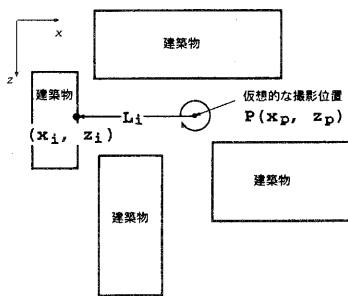 x
z
建築物
建築物
仮想的な撮影位置
Li
P(xp, zp)
(xi, zi)
建築物
建築物